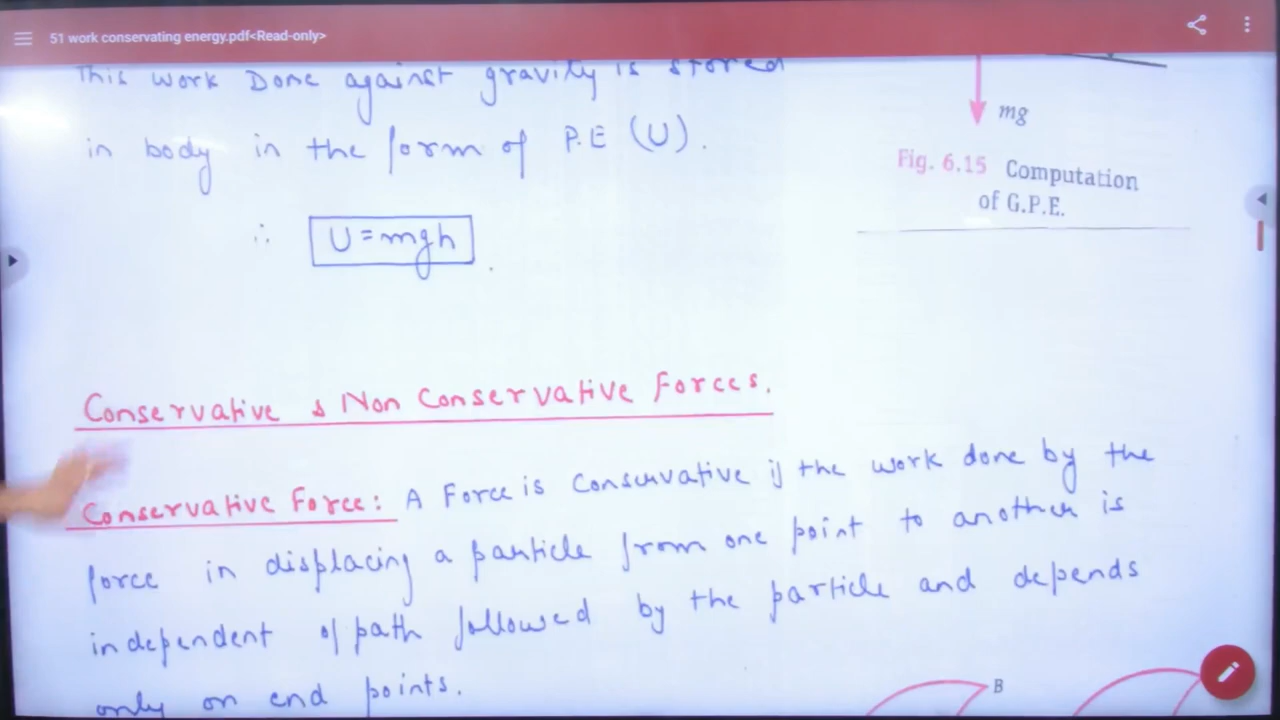 51 work conservating energy.pdf<Read-only>
This work Done against gravity is stored
in body in the form of P.E (U).
∴ U=mgh.
mg
Fig. 6.15 Computation
of G.P.E.
Conservative & Non Conservative Forces.
Conservative Force: A Force is Conservative if the work done by the
force in displacing a particle from one point to another is
independent of path followed by the particle and depends
only on end points.
B